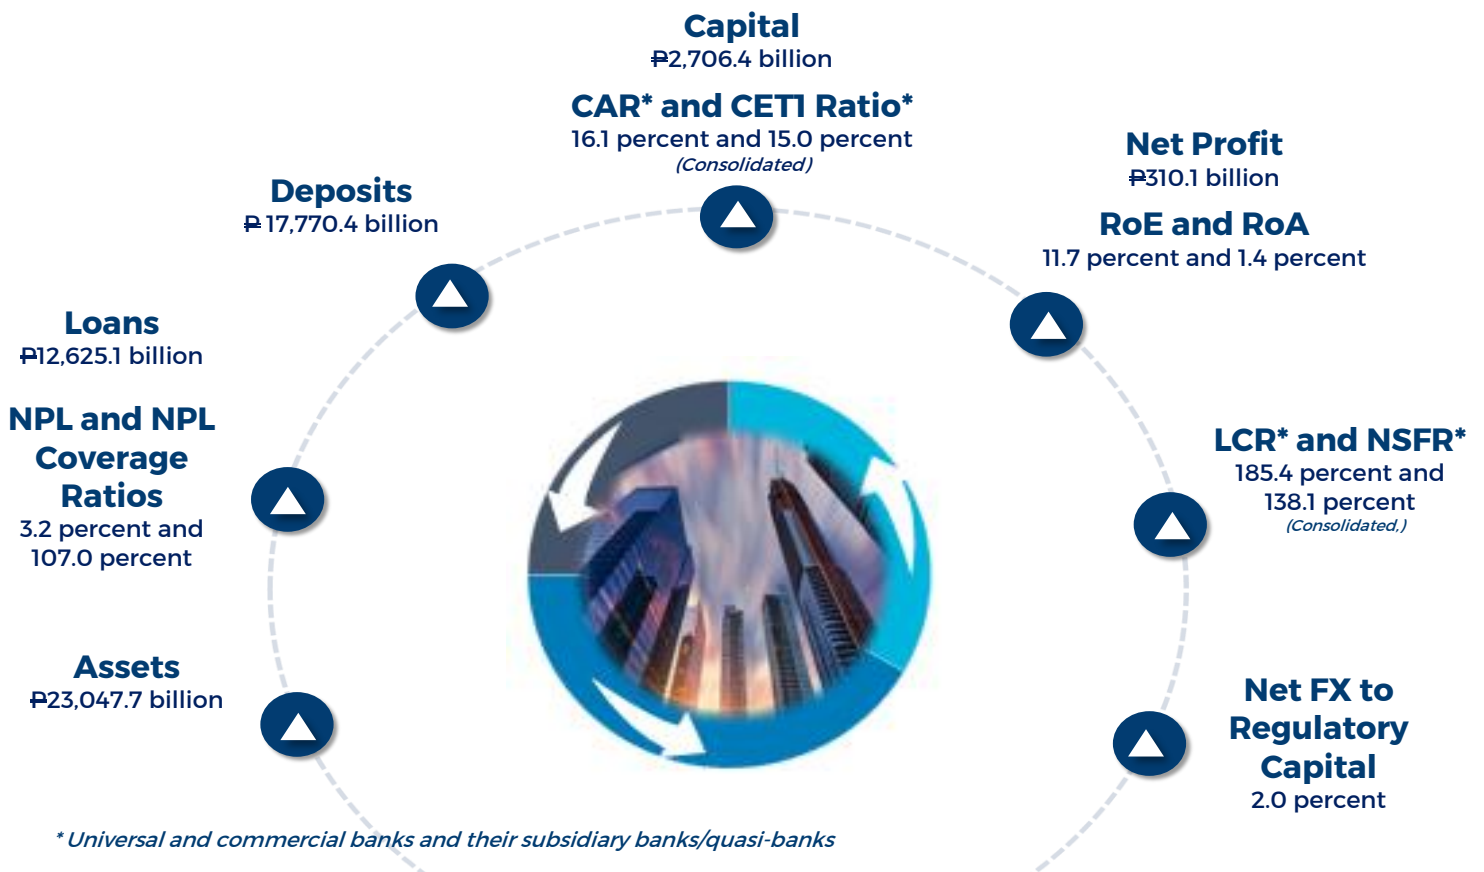 Capital
₱2,706.4 billion
CAR* and CET1 Ratio*
16.1 percent and 15.0 percent
(Consolidated)
Net Profit
₱310.1 billion
RoE and RoA
11.7 percent and 1.4 percent
Deposits
₱ 17,770.4 billion
Loans
₱12,625.1 billion
NPL and NPL
Coverage
Ratios
3.2 percent and
107.0 percent
LCR* and NSFR*
185.4 percent and
138.1 percent
(Consolidated,)
Assets
₱23,047.7 billion
Net FX to
Regulatory
Capital
2.0 percent
* Universal and commercial banks and their subsidiary banks/quasi-banks